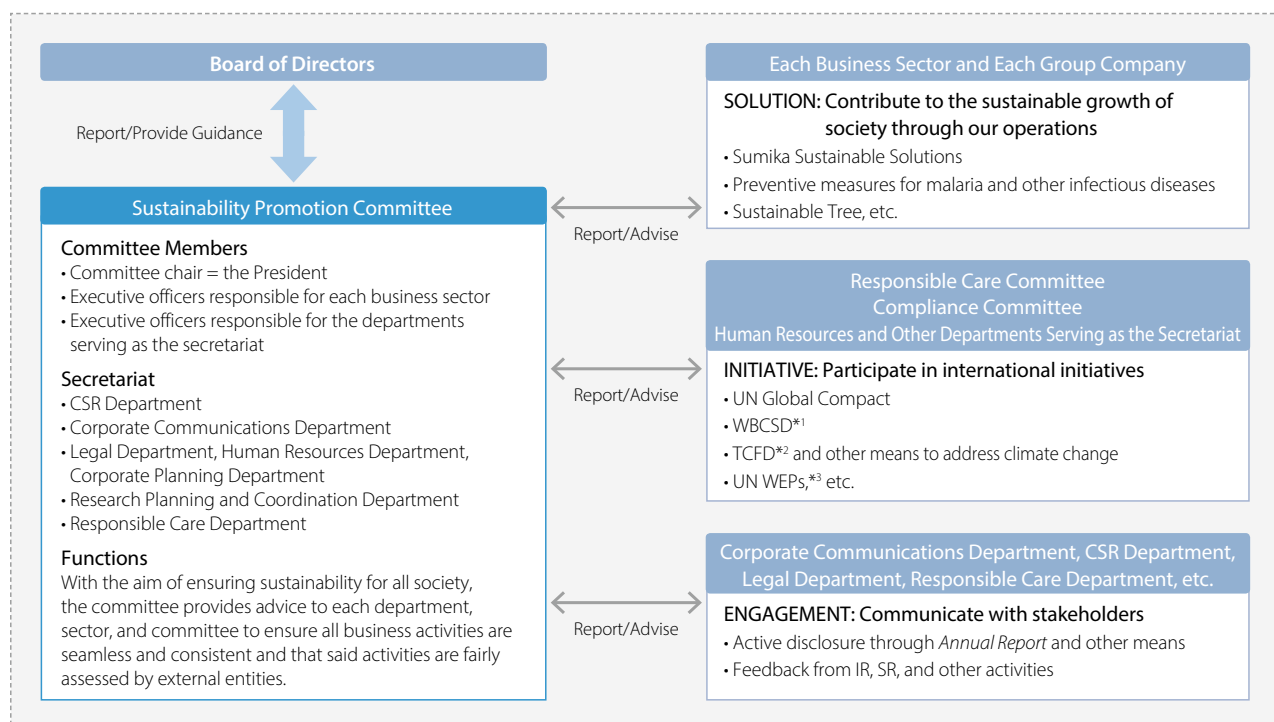 Board of Directors
Report/Provide Guidance
Sustainability Promotion Committee
Committee Members
• Committee chair = the President
• Executive officers responsible for each business sector
• Executive officers responsible for the departments
serving as the secretariat
Secretariat
• CSR Department
• Corporate Communications Department
• Legal Department, Human Resources Department,
Corporate Planning Department
• Research Planning and Coordination Department
• Responsible Care Department
Functions
With the aim of ensuring sustainability for all society,
the committee provides advice to each department,
sector, and committee to ensure all business activities are
seamless and consistent and that said activities are fairly
assessed by external entities.
Report/Advise
Each Business Sector and Each Group Company
SOLUTION: Contribute to the sustainable growth of
society through our operations
• Sumika Sustainable Solutions
• Preventive measures for malaria and other infectious diseases
• Sustainable Tree, etc.
Report/Advise
Responsible Care Committee
Compliance Committee
Human Resources and Other Departments Serving as the Secretariat
INITIATIVE: Participate in international initiatives
• UN Global Compact
• WBCSD*1
• TCFD*2 and other means to address climate change
• UN WEPs,*3 etc.
Report/Advise
Corporate Communications Department, CSR Department,
Legal Department, Responsible Care Department, etc.
ENGAGEMENT: Communicate with stakeholders
• Active disclosure through Annual Report and other means
• Feedback from IR, SR, and other activities